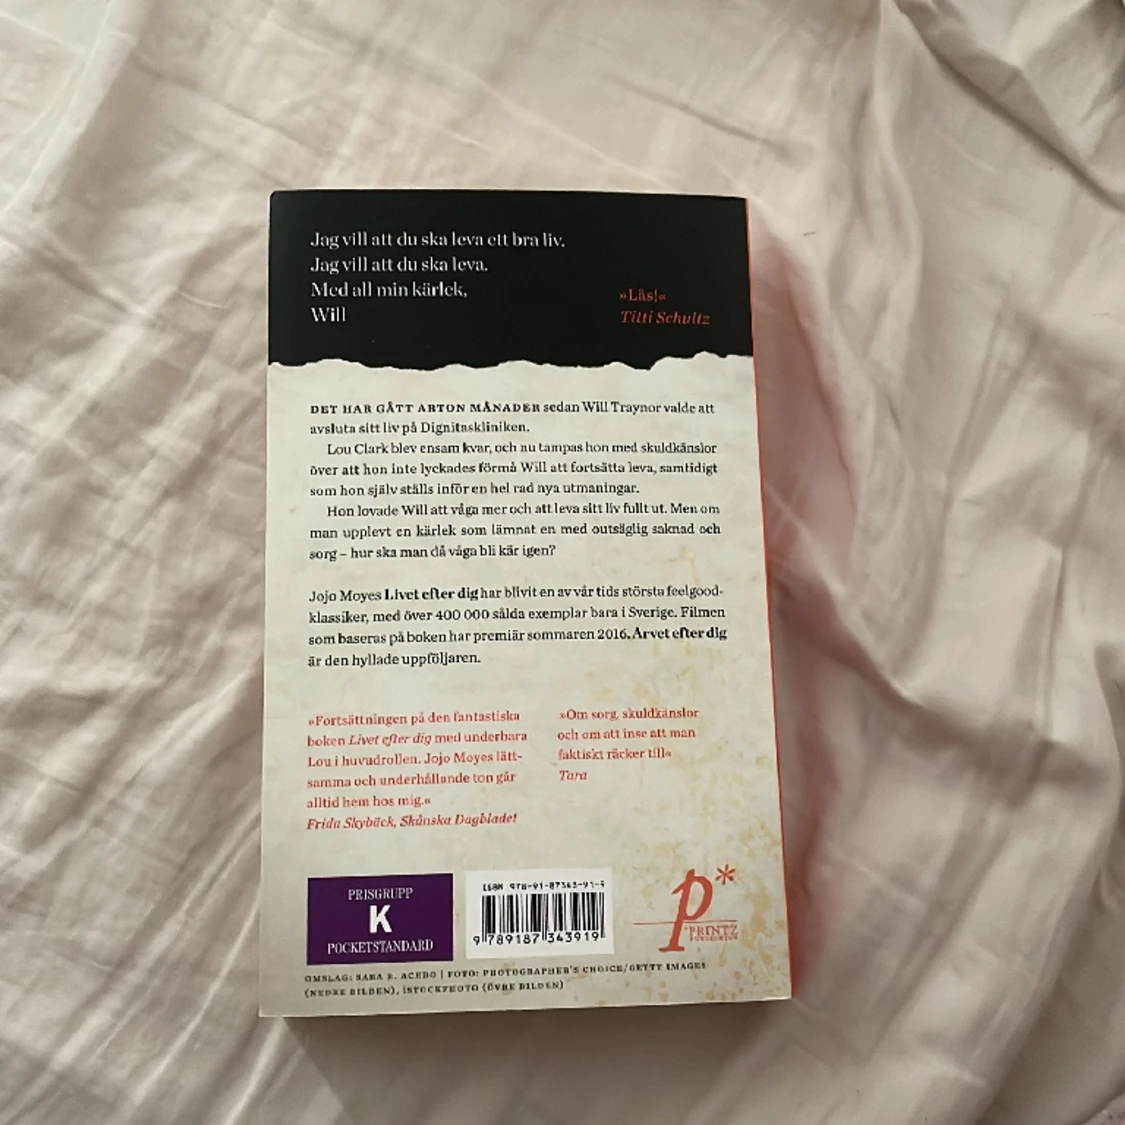 Jag vill att du ska leva ett bra liv.
Jag vill att du ska leva.
Med all min kärlek,
Will
»Läs!«
Titti Schultz
DET HAR GÅTT ARTON MÅNADER sedan Will Traynor valde att
avsluta sitt liv på Dignitaskliniken.
Lou Clark blev ensam kvar, och nu tampas hon med skuldkänslor
över att hon inte lyckades förmå Will att fortsätta leva, samtidigt
som hon själv ställs inför en hel rad nya utmaningar.
Hon lovade Will att våga mer och att leva sitt liv fullt ut. Men om
man upplevt en kärlek som lämnat en med outsäglig saknad och
sorg – hur ska man då våga bli kär igen?
Jojo Moyes Livet efter dig har blivit en av vår tids största feelgood-
klassiker, med över 400 000 sålda exemplar bara i Sverige. Filmen
som baseras på boken har premiär sommaren 2016. Arvet efter dig
är den hyllade uppföljaren.
»Fortsättningen på den fantastiska
boken Livet efter dig med underbara
Lou i huvudrollen. Jojo Moyes lätt-
samma och underhållande ton går
alltid hem hos mig.«
Frida Skybäck, Skånska Dagbladet
»Om sorg, skuldkänslor
och om att inse att man
faktiskt räcker till«
Tara
PRISGRUPP
K
POCKETSTANDARD
ISBN 978-91-87343-91-9
9 789187 343919
p*
PRINTZ
PUBLISHING
OMSLAG: SARA R. ACEDO | FOTO: PHOTOGRAPHER'S CHOICE/GETTY IMAGES
(NEDRE BILDEN), ISTOCKPHOTO (ÖVRE BILDEN)